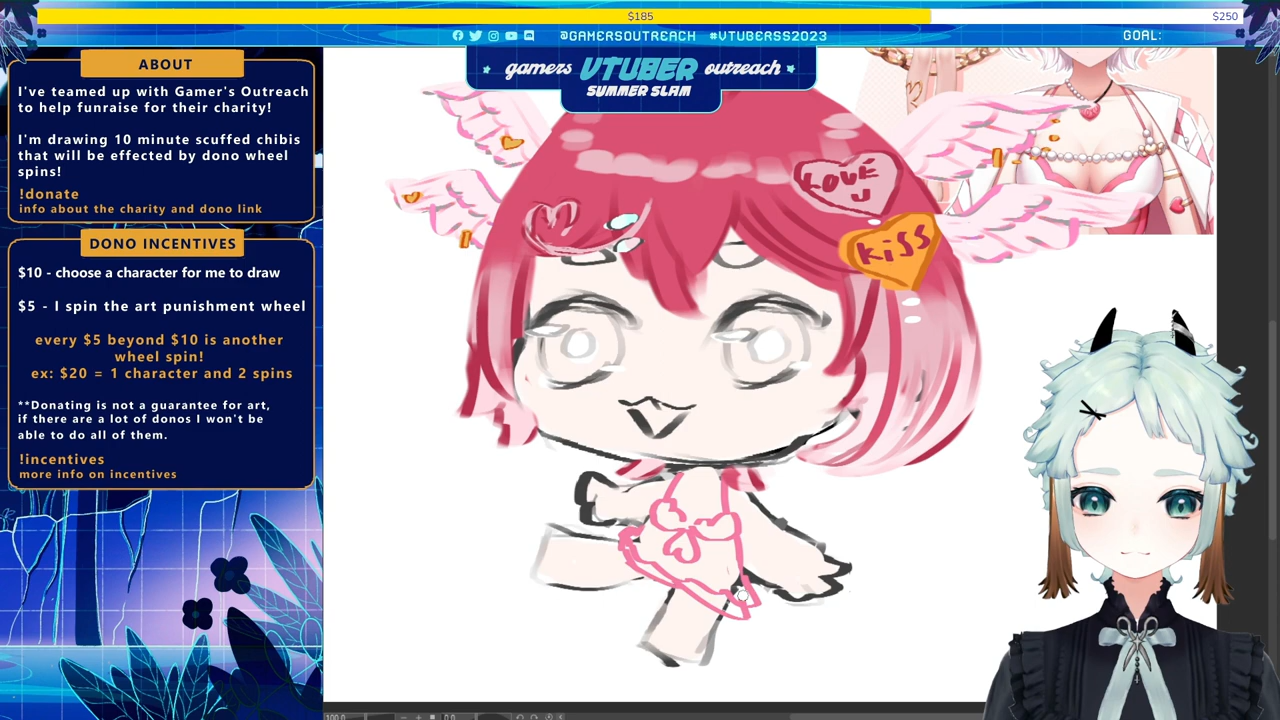 $185
$250
@GAMERSOUTREACH #VTUBERSS2023
GOAL:
gamers VTUBER outreach
SUMMER SLAM
ABOUT
I've teamed up with Gamer's Outreach
to help funraise for their charity!
I'm drawing 10 minute scuffed chibis
that will be effected by dono wheel
spins!
!donate
info about the charity and dono link
DONO INCENTIVES
$10 - choose a character for me to draw
$5 - I spin the art punishment wheel
every $5 beyond $10 is another
wheel spin!
ex: $20 = 1 character and 2 spins
**Donating is not a guarantee for art,
if there are a lot of donos I won't be
able to do all of them.
!incentives
more info on incentives
LOVE
U
KiSS
100.0
0.0